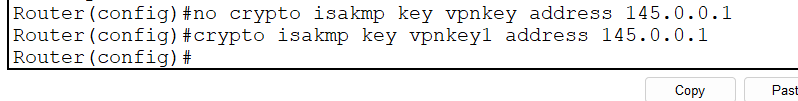 Router(config)#no crypto isakmp key vpnkey address 145.0.0.1
Router(config)#crypto isakmp key vpnkey1 address 145.0.0.1
Router(config)#
Copy Past